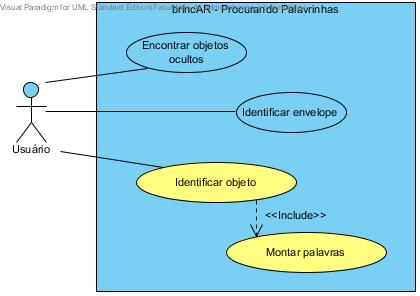 Visual Paradigm for UML Standard Edition(Facul
brincAR - Procurando Palavrinhas
Encontrar objetos
ocultos
Identificar envelope
Usuário
Identificar objeto
<<Include>>
Montar palavras